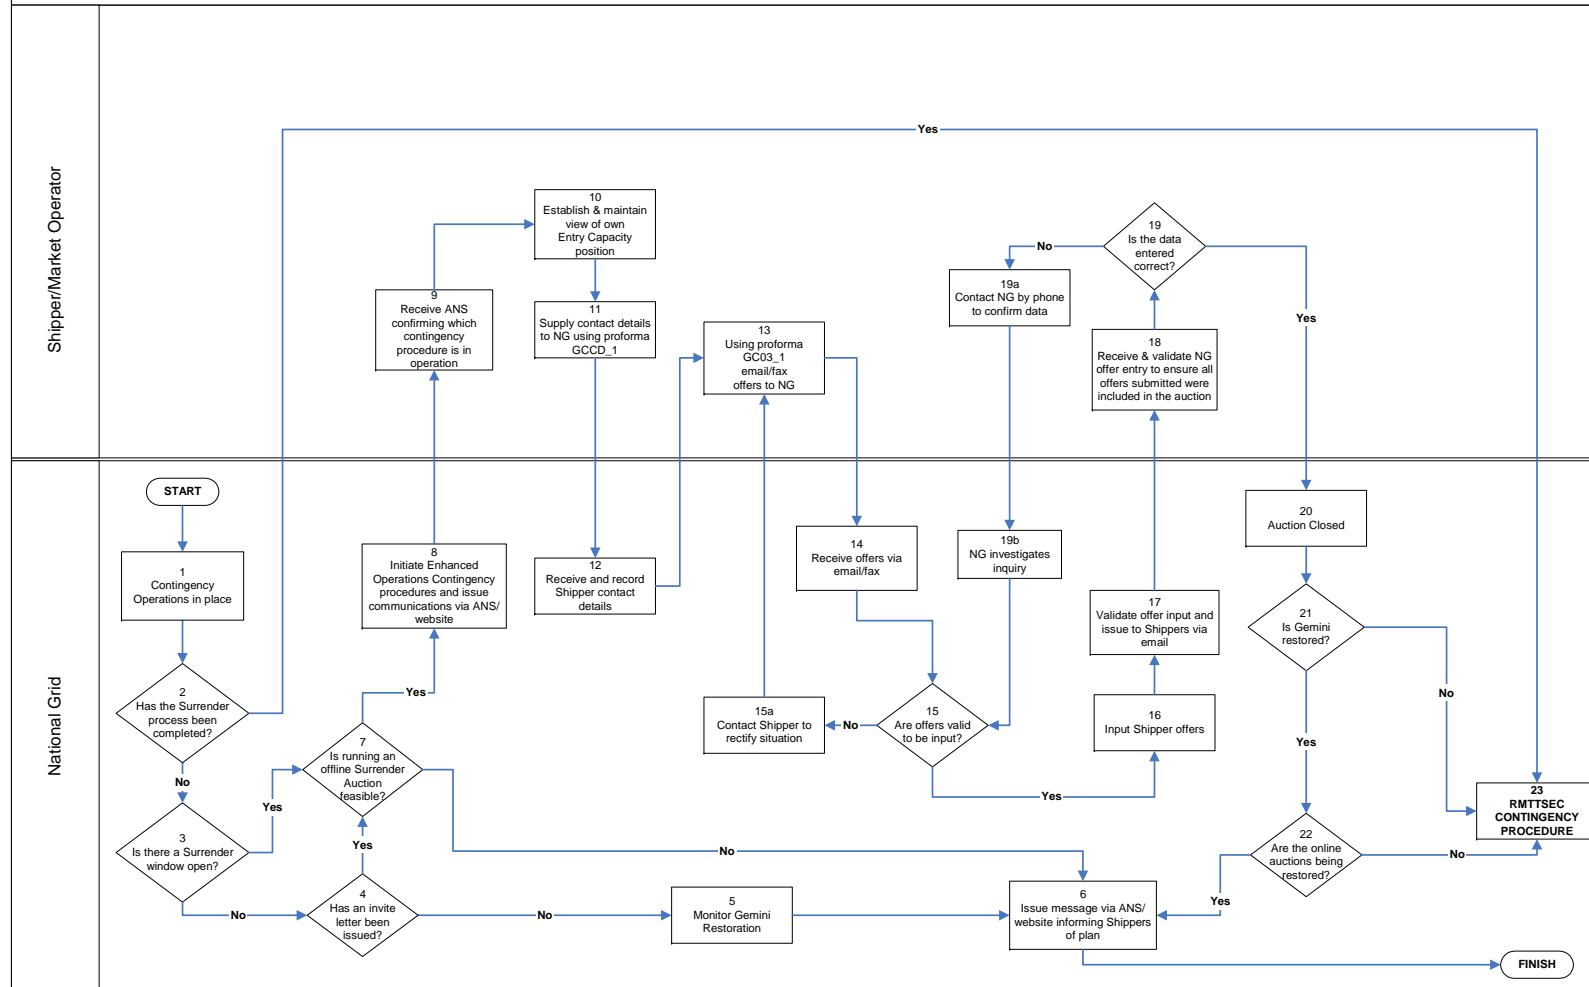 Shipper/Market Operator
National Grid
START
1
Contingency
Operations in place
2
Has the Surrender
process been
completed?
No
3
Is there a Surrender
window open?
Yes
No
4
Has an invite
letter been
issued?
Yes
No
5
Monitor Gemini
Restoration
6
Issue message via ANS/
website informing Shippers
of plan
7
Is running an
offline Surrender
Auction
feasible?
Yes
No
8
Initiate Enhanced
Operations Contingency
procedures and issue
communications via ANS/
website
9
Receive ANS
confirming which
contingency
procedure is in
operation
10
Establish & maintain
view of own
Entry Capacity
position
11
Supply contact details
to NG using proforma
GCCD_1
12
Receive and record
Shipper contact
details
13
Using proforma
GC03_1
email/fax
offers to NG
14
Receive offers via
email/fax
15
Are offers valid
to be input?
No
15a
Contact Shipper to
rectify situation
Yes
16
Input Shipper offers
17
Validate offer input and
issue to Shippers via
email
18
Receive & validate NG
offer entry to ensure all
offers submitted were
included in the auction
19
Is the data
entered
correct?
No
19a
Contact NG by phone
to confirm data
19b
NG investigates
inquiry
Yes
20
Auction Closed
21
Is Gemini
restored?
No
Yes
22
Are the online
auctions being
restored?
Yes
No
Yes
23
RMTTSEC
CONTINGENCY
PROCEDURE
FINISH